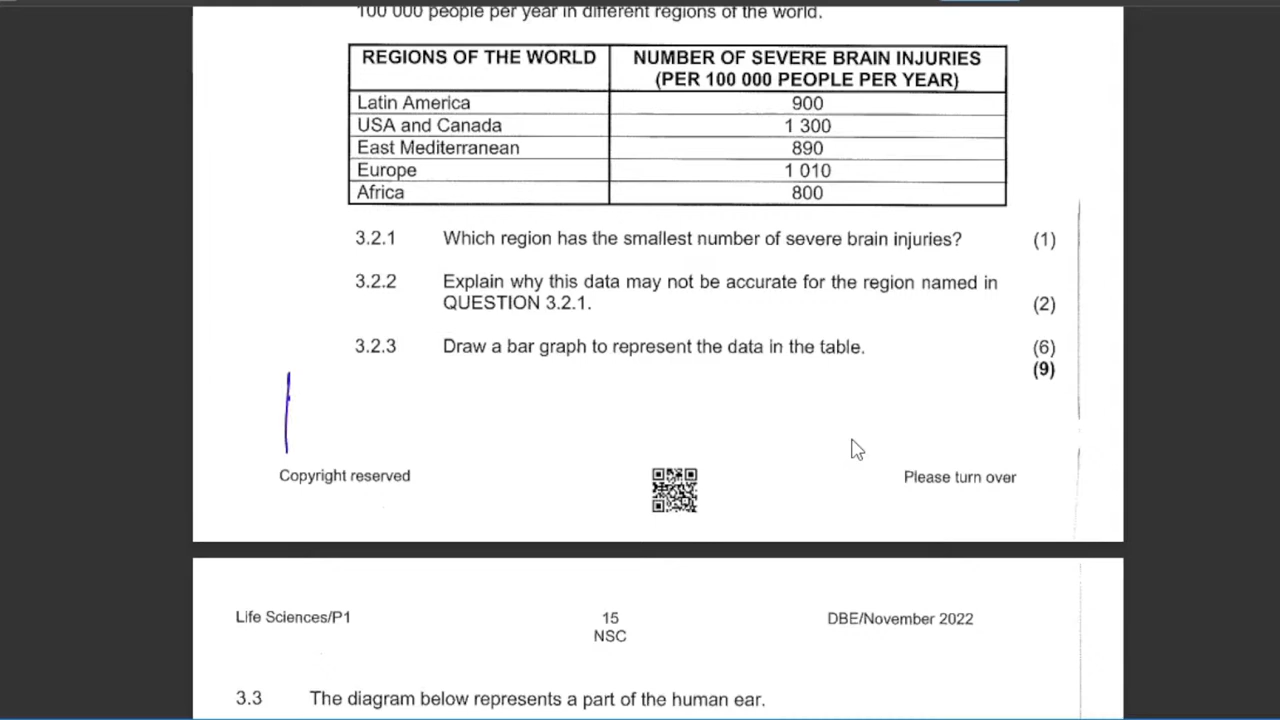 100 000 people per year in different regions of the world.
REGIONS OF THE WORLD NUMBER OF SEVERE BRAIN INJURIES
(PER 100 000 PEOPLE PER YEAR)
Latin America 900
USA and Canada 1 300
East Mediterranean 890
Europe 1 010
Africa 800
3.2.1 Which region has the smallest number of severe brain injuries? (1)
3.2.2 Explain why this data may not be accurate for the region named in
QUESTION 3.2.1. (2)
3.2.3 Draw a bar graph to represent the data in the table. (6)
(9)
Copyright reserved Please turn over
Life Sciences/P1 15 DBE/November 2022
NSC
3.3 The diagram below represents a part of the human ear.